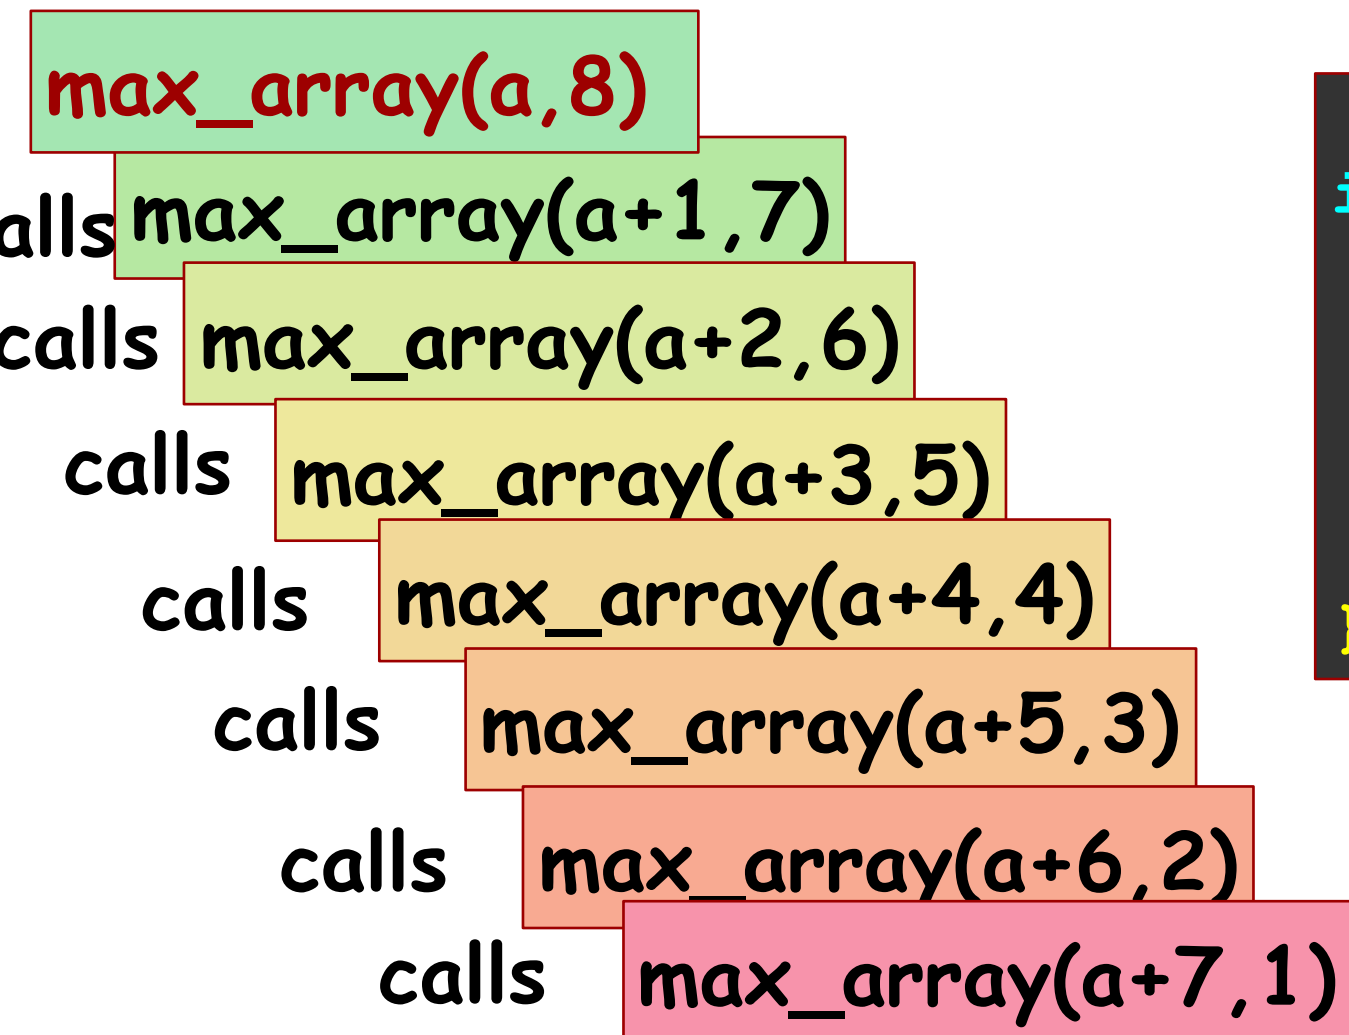 max_array(a,8)
calls max_array(a+1,7)
calls max_array(a+2,6)
calls max_array(a+3,5)
calls max_array(a+4,4)
calls max_array(a+5,3)
calls max_array(a+6,2)
calls max_array(a+7,1)